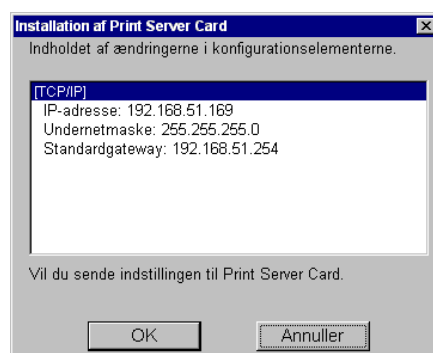 Installation af Print Server Card
Indholdet af ændringerne i konfigurationselementerne.
[TCP/IP]
IP-adresse: 192.168.51.169
Undernetmaske: 255.255.255.0
Standardgateway: 192.168.51.254
Vil du sende indstillingen til Print Server Card.
OK
Annuller